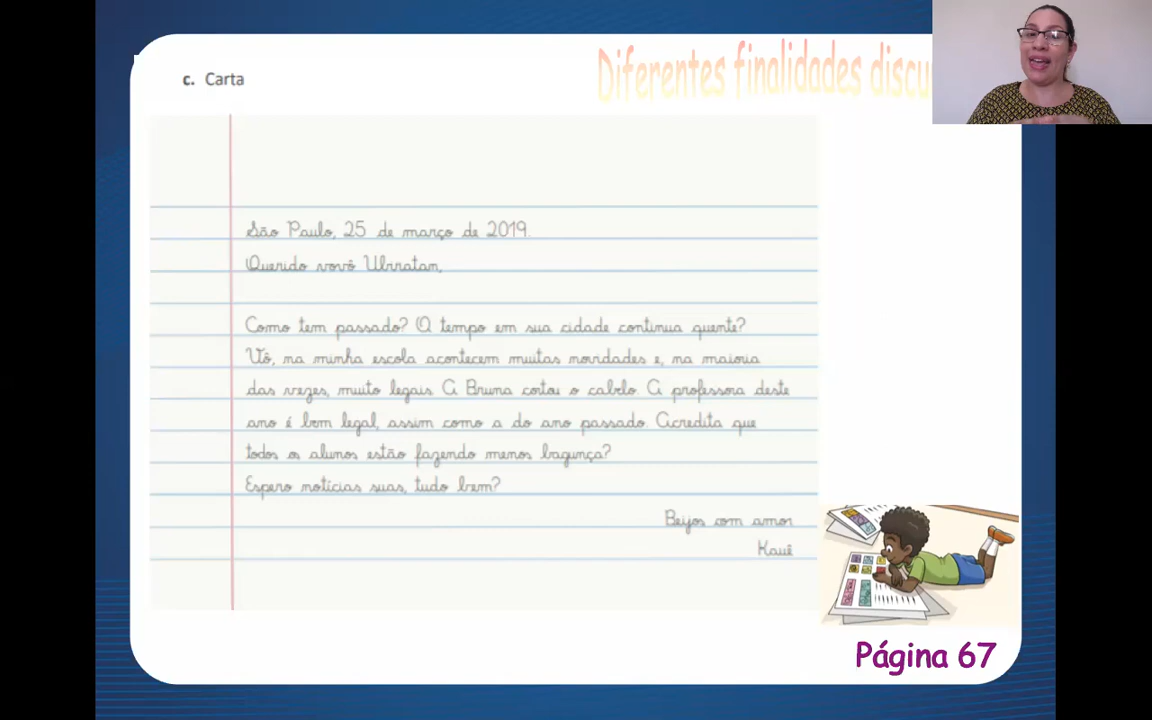 c. Carta
Diferentes finalidades discu
São Paulo, 25 de março de 2019.
Querido vovô Ubiratan,
Como tem passado? O tempo em sua cidade continua quente?
Vô, na minha escola acontecem muitas novidades e, na maioria
das vezes, muito legais. A Bruna cortou o cabelo. A professora deste
ano é bem legal, assim como a do ano passado. Acredita que
todos os alunos estão fazendo menos bagunça?
Espero notícias suas, tudo bem?
Beijos com amor
Kauê
Página 67